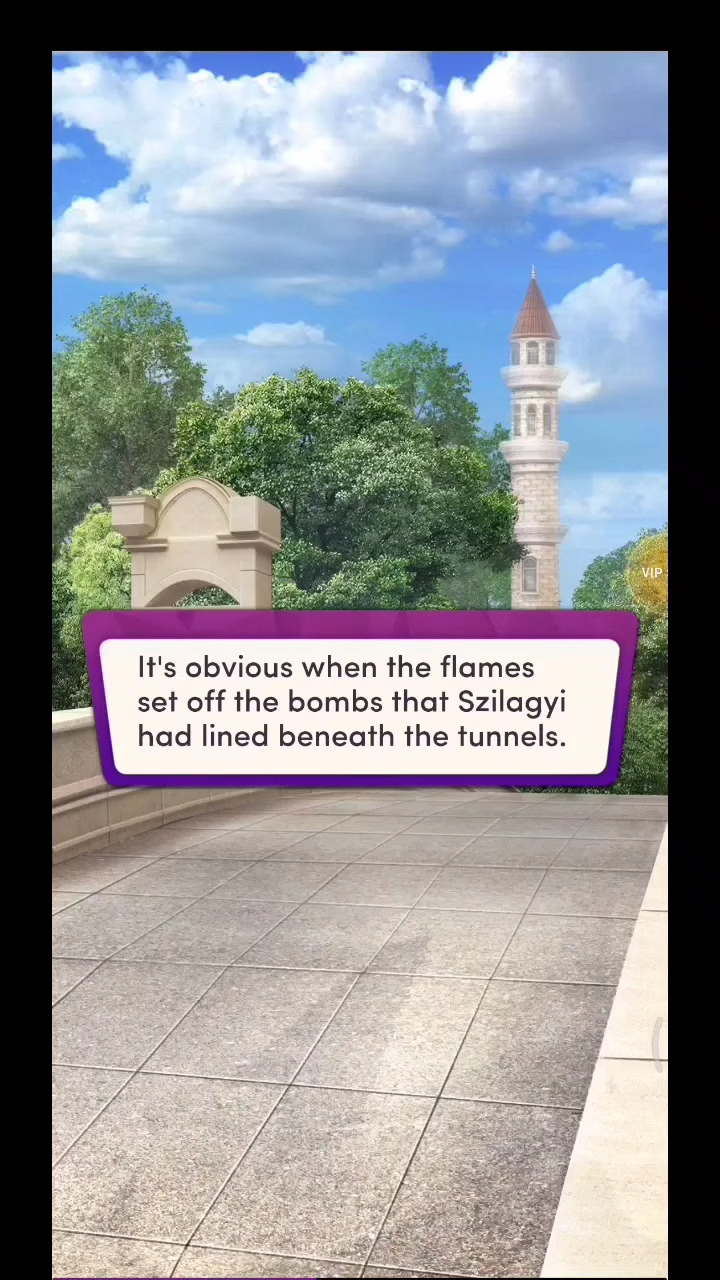 VIP
It's obvious when the flames
set off the bombs that Szilagyi
had lined beneath the tunnels.